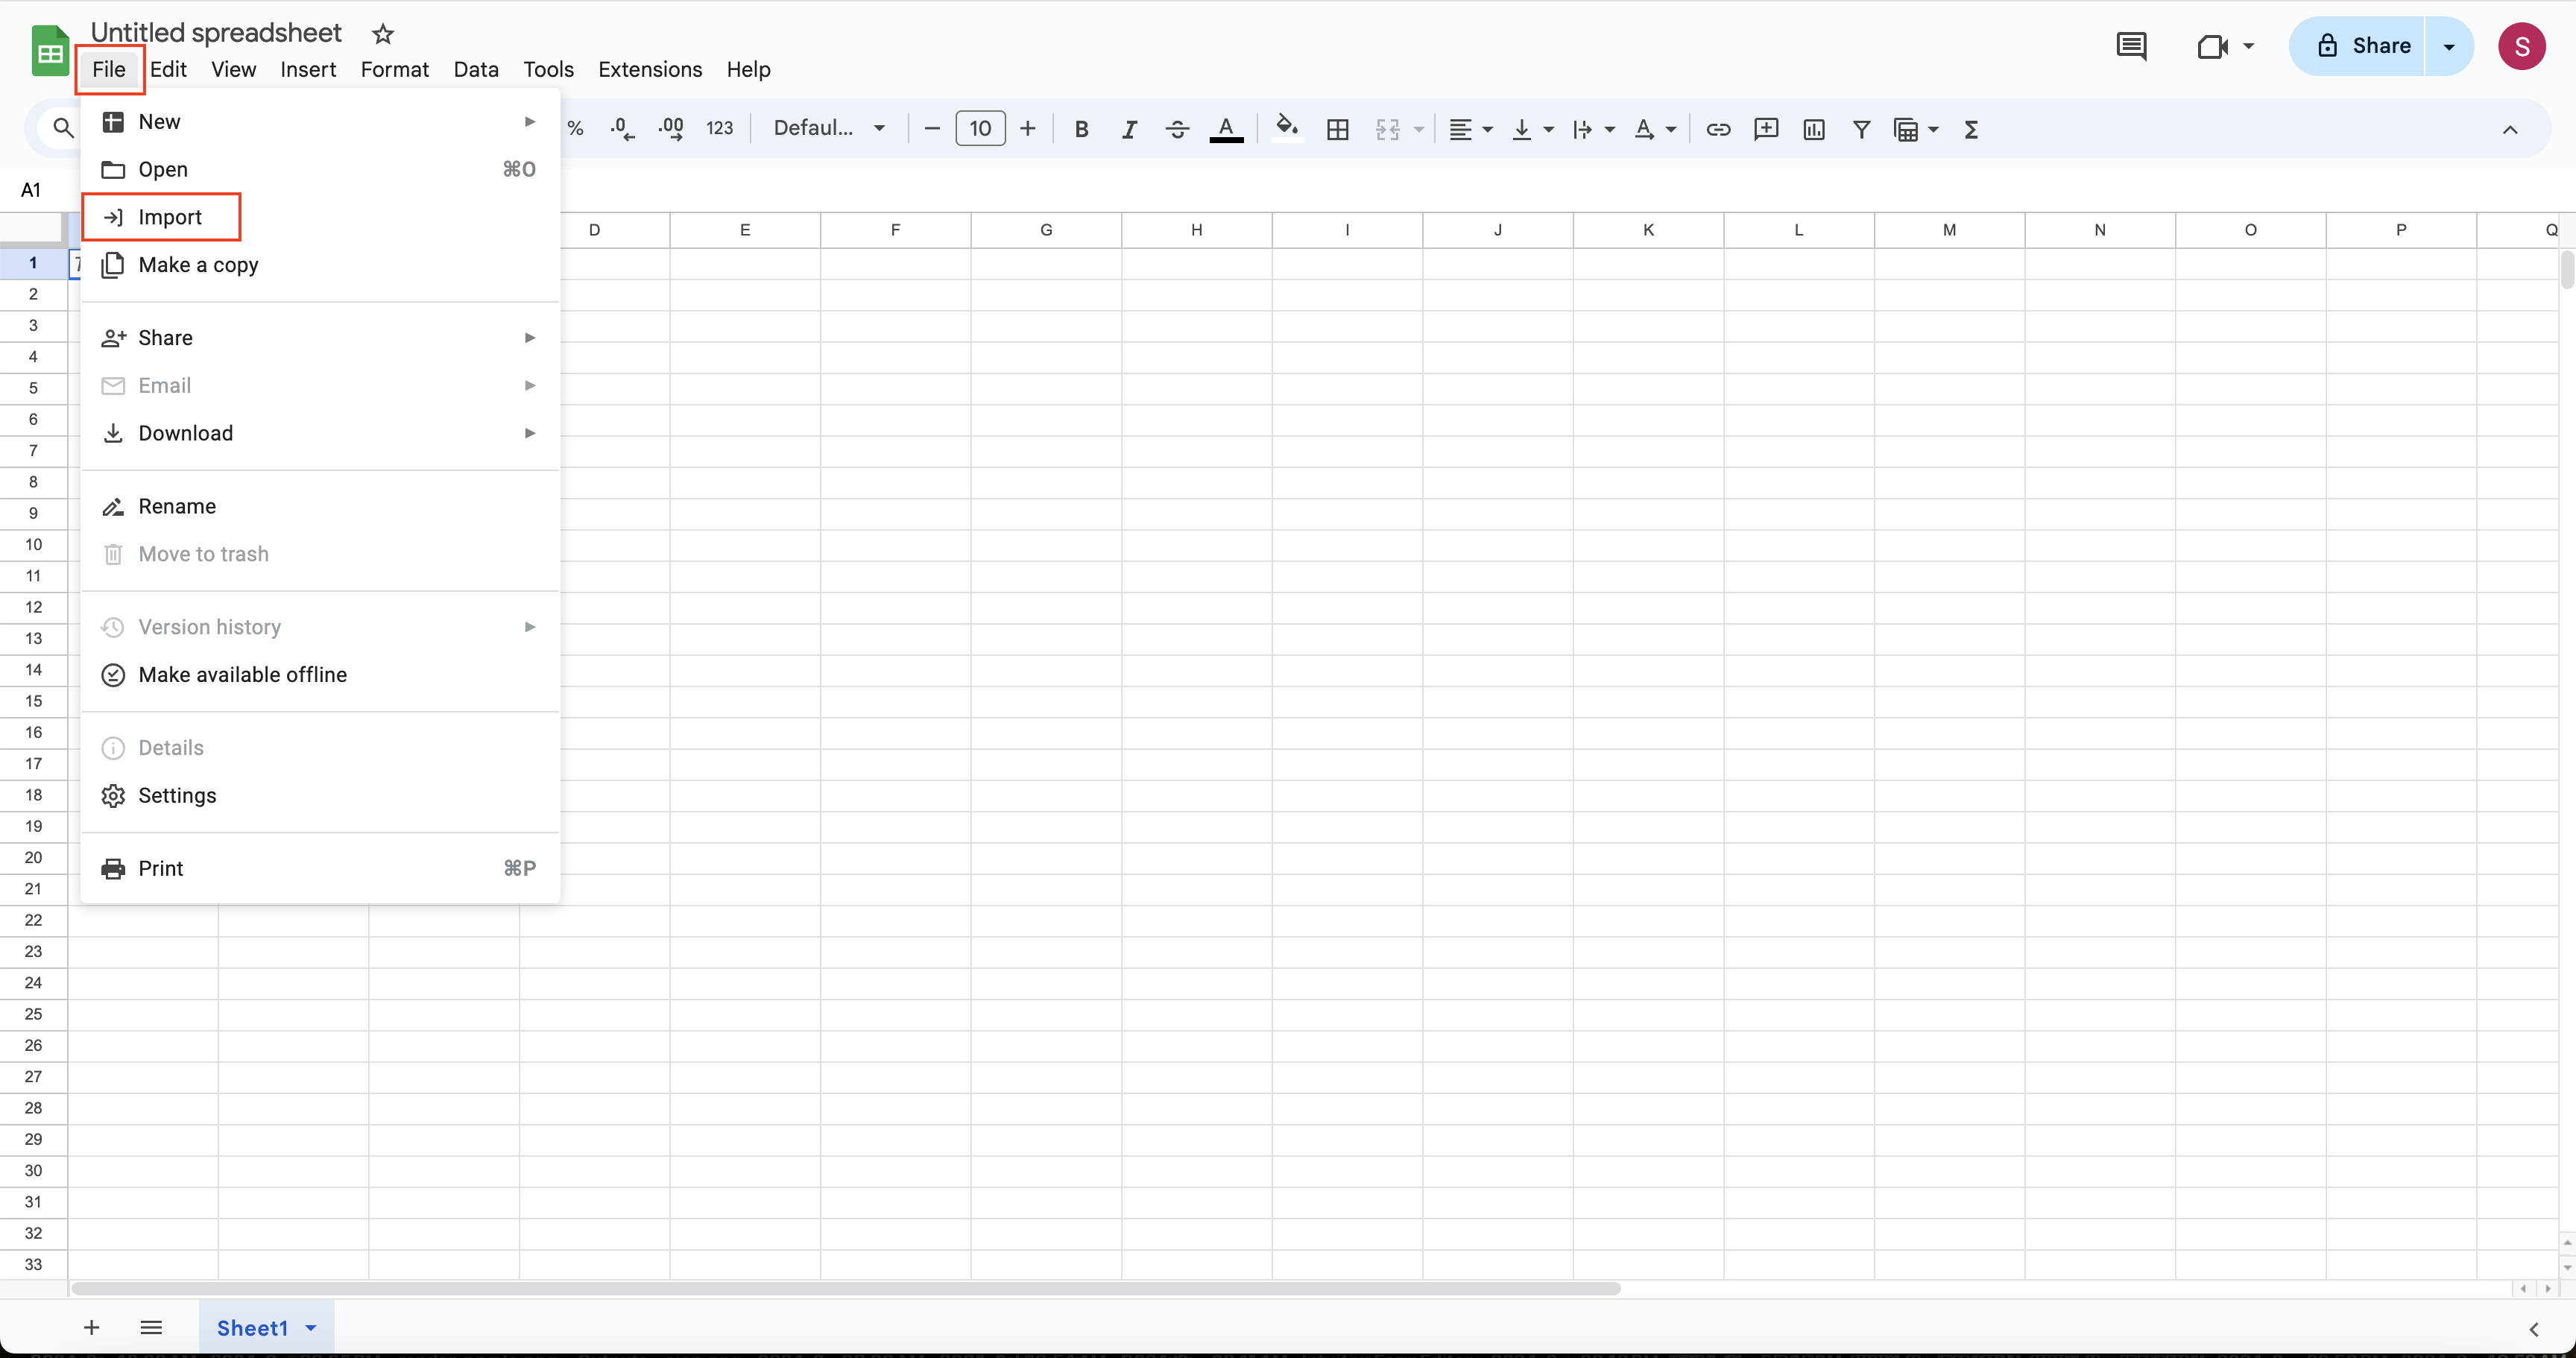 Untitled spreadsheet
File Edit View Insert Format Data Tools Extensions Help
Share
S
% .0 .00 123 Defaul... 10 B I A A Σ
A1
New
Open ⌘O
Import
Make a copy
Share
Email
Download
Rename
Move to trash
Version history
Make available offline
Details
Settings
Print ⌘P
D E F G H I J K L M N O P Q
1
2
3
4
5
6
7
8
9
10
11
12
13
14
15
16
17
18
19
20
21
22
23
24
25
26
27
28
29
30
31
32
33
Sheet1